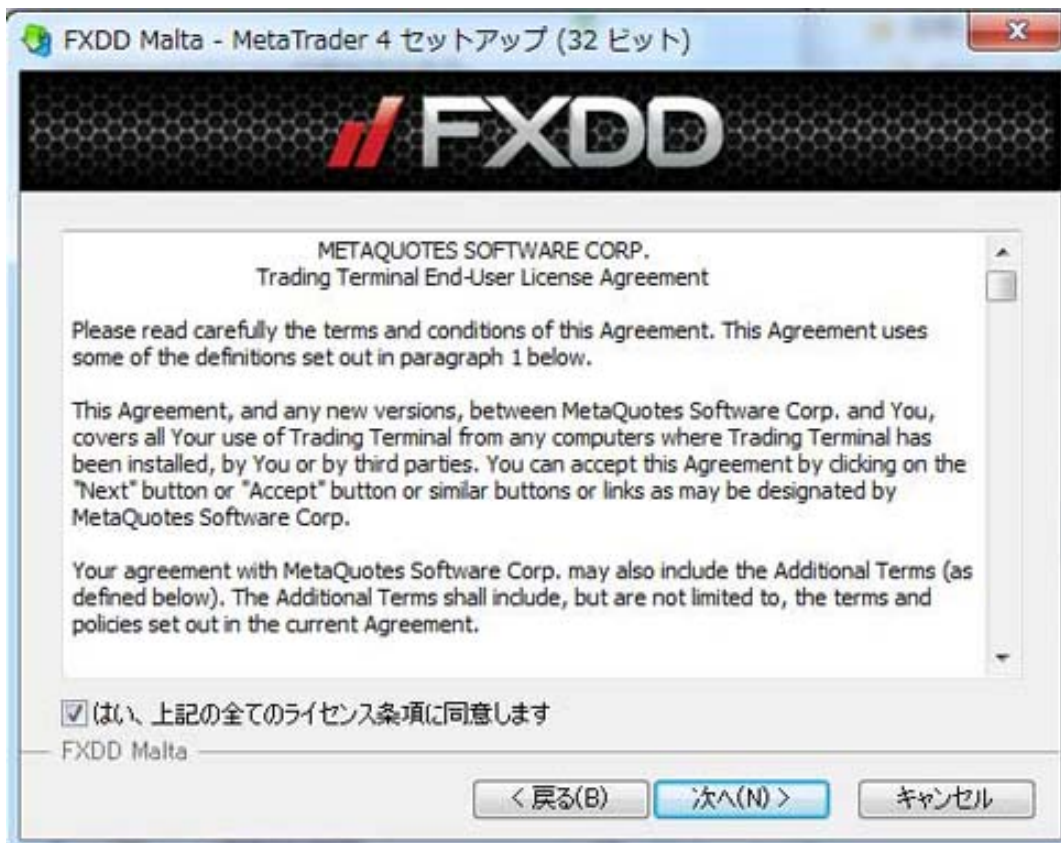 FXDD Malta - MetaTrader 4 セットアップ (32 ビット)
FXDD
METAQUOTES SOFTWARE CORP.
Trading Terminal End-User License Agreement
Please read carefully the terms and conditions of this Agreement. This Agreement uses
some of the definitions set out in paragraph 1 below.
This Agreement, and any new versions, between MetaQuotes Software Corp. and You,
covers all Your use of Trading Terminal from any computers where Trading Terminal has
been installed, by You or by third parties. You can accept this Agreement by clicking on the
"Next" button or "Accept" button or similar buttons or links as may be designated by
MetaQuotes Software Corp.
Your agreement with MetaQuotes Software Corp. may also include the Additional Terms (as
defined below). The Additional Terms shall include, but are not limited to, the terms and
policies set out in the current Agreement.
はい、上記の全てのライセンス条項に同意します
FXDD Malta
< 戻る(B) 次へ(N) > キャンセル